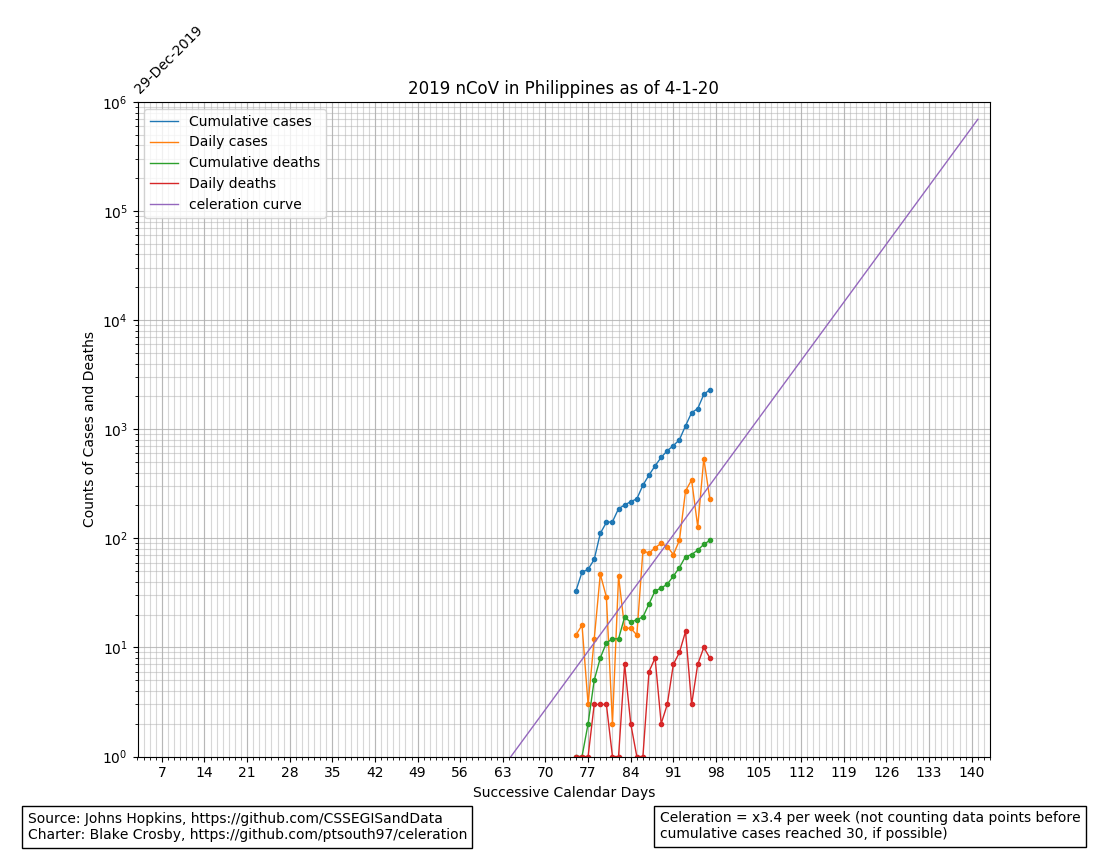 29-Dec-2019
2019 nCoV in Philippines as of 4-1-20
Cumulative cases
Daily cases
Cumulative deaths
Daily deaths
celeration curve
10^6
10^5
10^4
10^3
10^2
10^1
10^0
Counts of Cases and Deaths
7 14 21 28 35 42 49 56 63 70 77 84 91 98 105 112 119 126 133 140
Successive Calendar Days
Source: Johns Hopkins, https://github.com/CSSEGISandData
Charter: Blake Crosby, https://github.com/ptsouth97/celeration
Celeration = x3.4 per week (not counting data points before
cumulative cases reached 30, if possible)